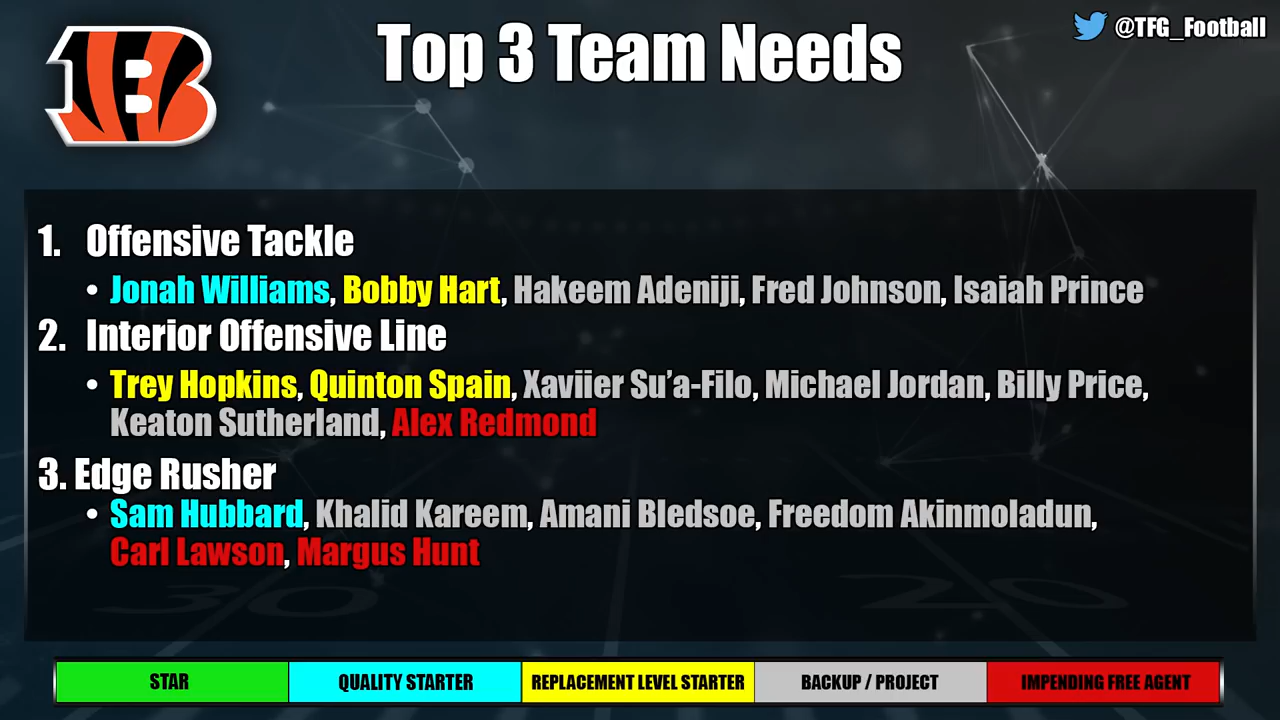 @TFG_Football
Top 3 Team Needs
1. Offensive Tackle
• Jonah Williams, Bobby Hart, Hakeem Adeniji, Fred Johnson, Isaiah Prince
2. Interior Offensive Line
• Trey Hopkins, Quinton Spain, Xaviier Su’a-Filo, Michael Jordan, Billy Price,
Keaton Sutherland, Alex Redmond
3. Edge Rusher
• Sam Hubbard, Khalid Kareem, Amani Bledsoe, Freedom Akinmoladun,
Carl Lawson, Margus Hunt
STAR QUALITY STARTER REPLACEMENT LEVEL STARTER BACKUP / PROJECT IMPENDING FREE AGENT